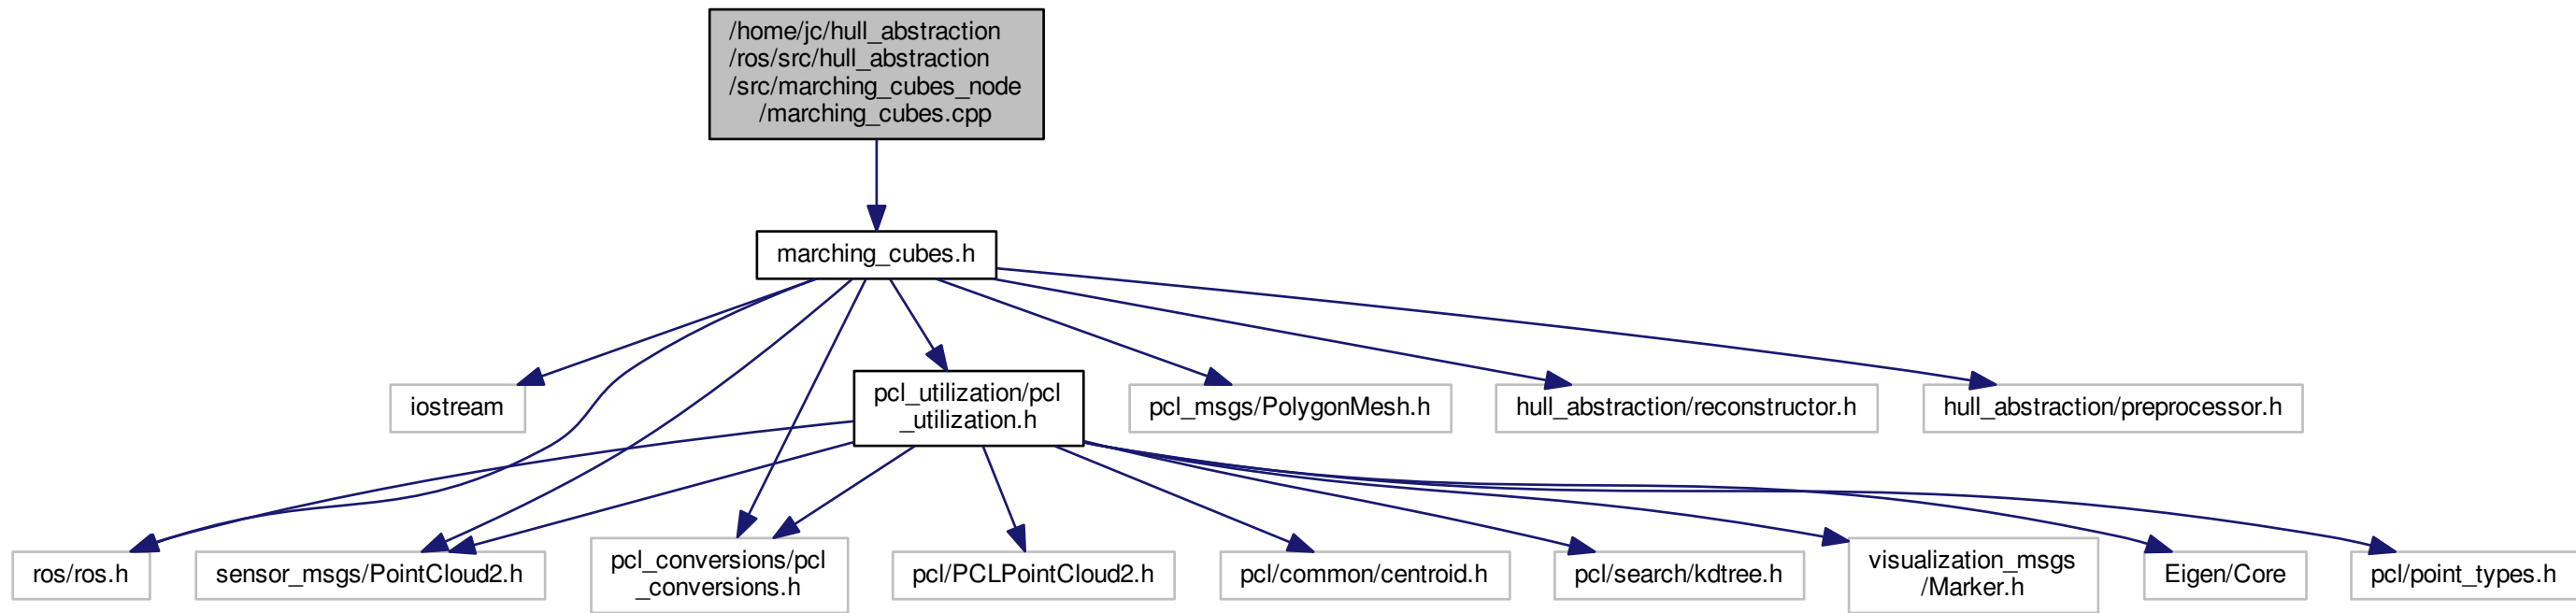 /home/jc/hull_abstraction
/ros/src/hull_abstraction
/src/marching_cubes_node
/marching_cubes.cpp
marching_cubes.h
iostream
pcl_utilization/pcl
_utilization.h
pcl_msgs/PolygonMesh.h
hull_abstraction/reconstructor.h
hull_abstraction/preprocessor.h
ros/ros.h
sensor_msgs/PointCloud2.h
pcl_conversions/pcl
_conversions.h
pcl/PCLPointCloud2.h
pcl/common/centroid.h
pcl/search/kdtree.h
visualization_msgs
/Marker.h
Eigen/Core
pcl/point_types.h